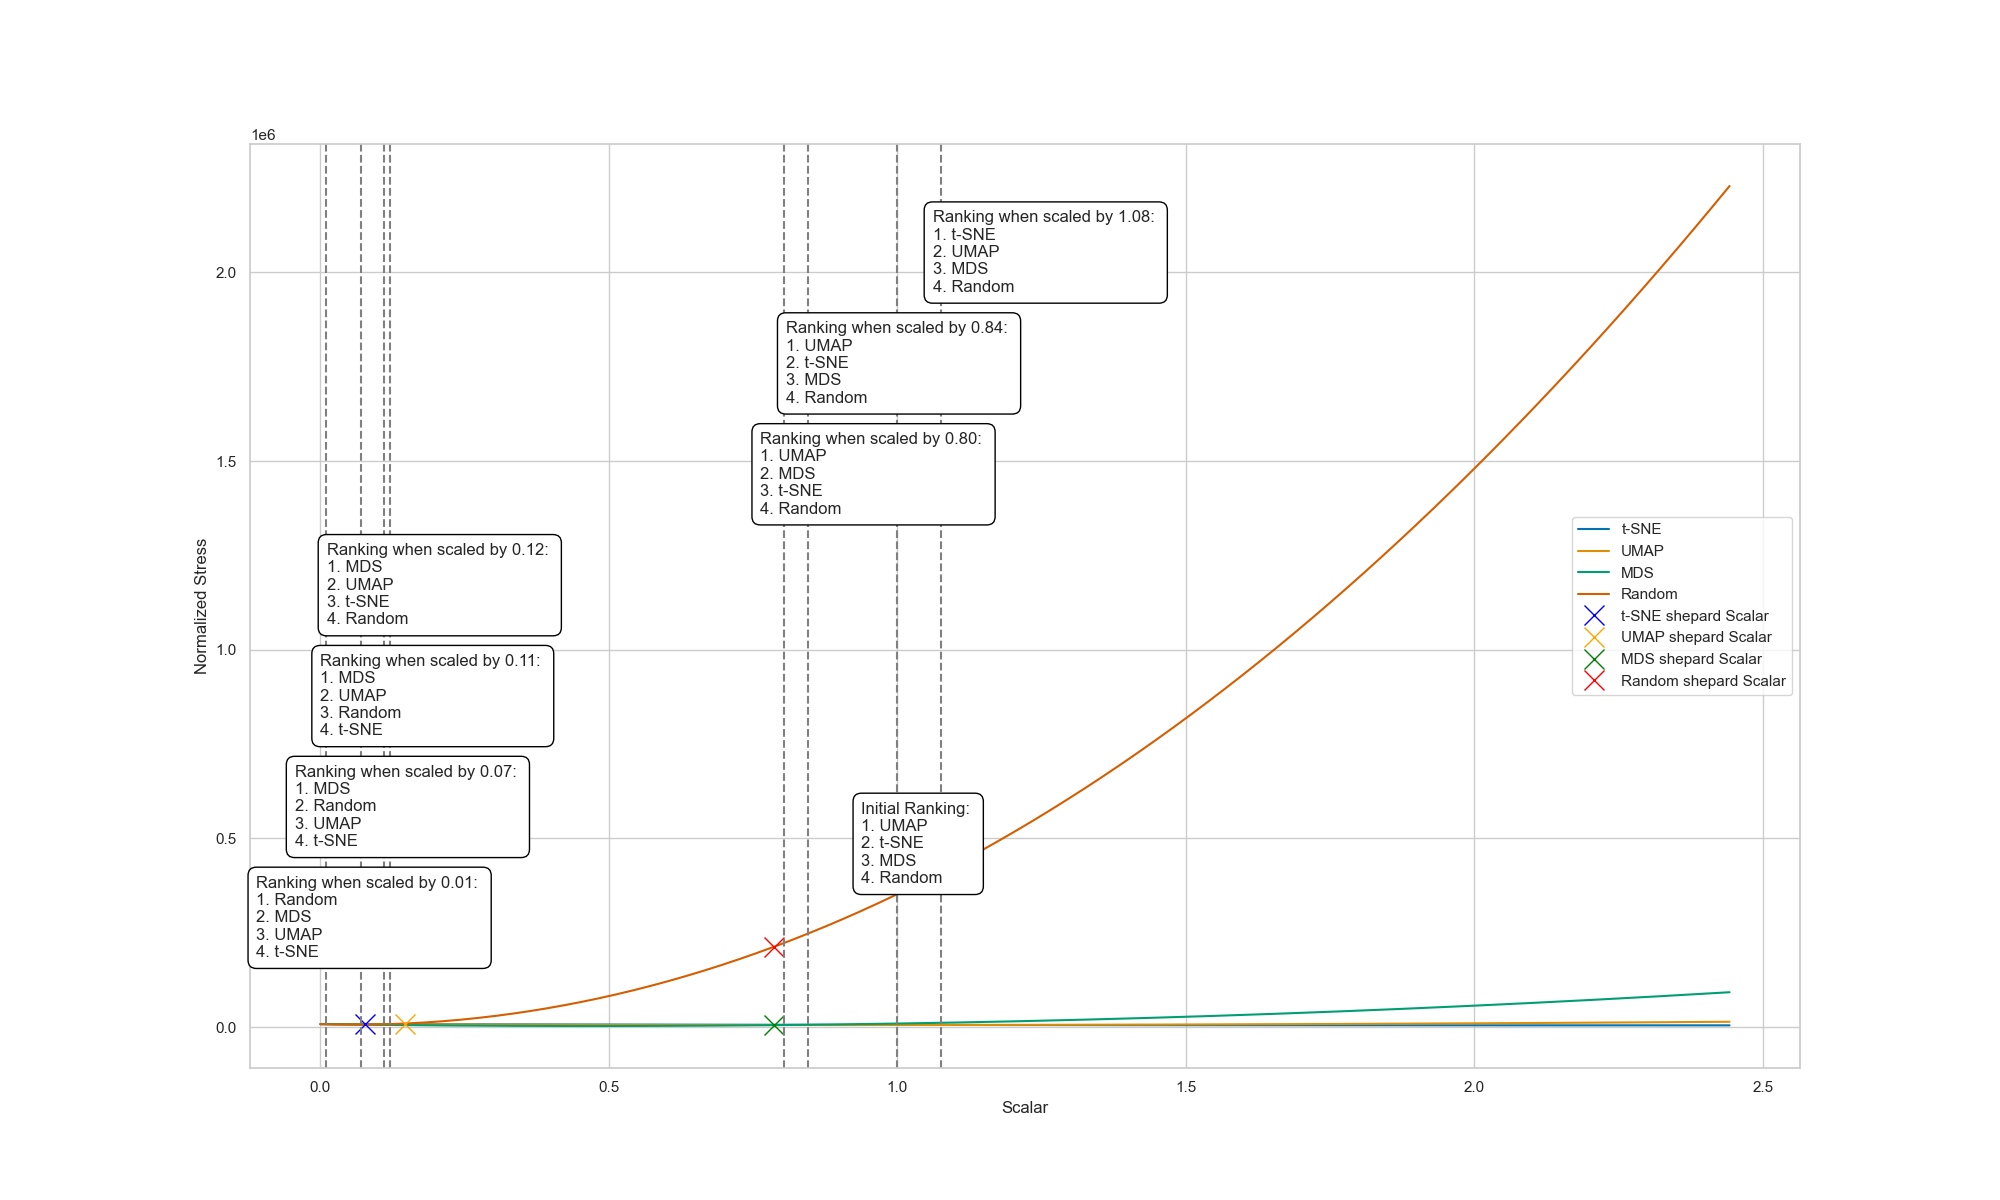 1e6
2.0
1.5
1.0
0.5
0.0
Normalized Stress
0.0
0.5
1.0
1.5
2.0
2.5
Scalar
Ranking when scaled by 1.08:
1. t-SNE
2. UMAP
3. MDS
4. Random
Ranking when scaled by 0.84:
1. UMAP
2. t-SNE
3. MDS
4. Random
Ranking when scaled by 0.80:
1. UMAP
2. MDS
3. t-SNE
4. Random
Ranking when scaled by 0.12:
1. MDS
2. UMAP
3. t-SNE
4. Random
Ranking when scaled by 0.11:
1. MDS
2. UMAP
3. Random
4. t-SNE
Ranking when scaled by 0.07:
1. MDS
2. Random
3. UMAP
4. t-SNE
Initial Ranking:
1. UMAP
2. t-SNE
3. MDS
4. Random
Ranking when scaled by 0.01:
1. Random
2. MDS
3. UMAP
4. t-SNE
t-SNE
UMAP
MDS
Random
t-SNE shepard Scalar
UMAP shepard Scalar
MDS shepard Scalar
Random shepard Scalar